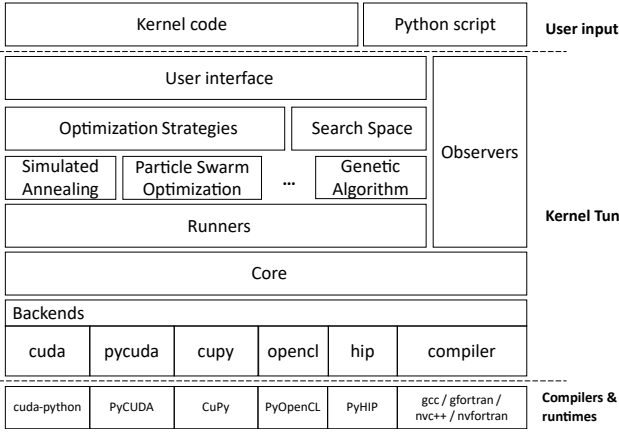 Kernel code
Python script
User input
User interface
Observers
Optimization Strategies
Search Space
Simulated
Annealing
Particle Swarm
Optimization
...
Genetic
Algorithm
Runners
Kernel Tun
Core
Backends
cuda
pycuda
cupy
opencl
hip
compiler
cuda-python
PyCUDA
CuPy
PyOpenCL
PyHIP
gcc / gfortran /
nvc++ / nvfortran
Compilers &
runtimes